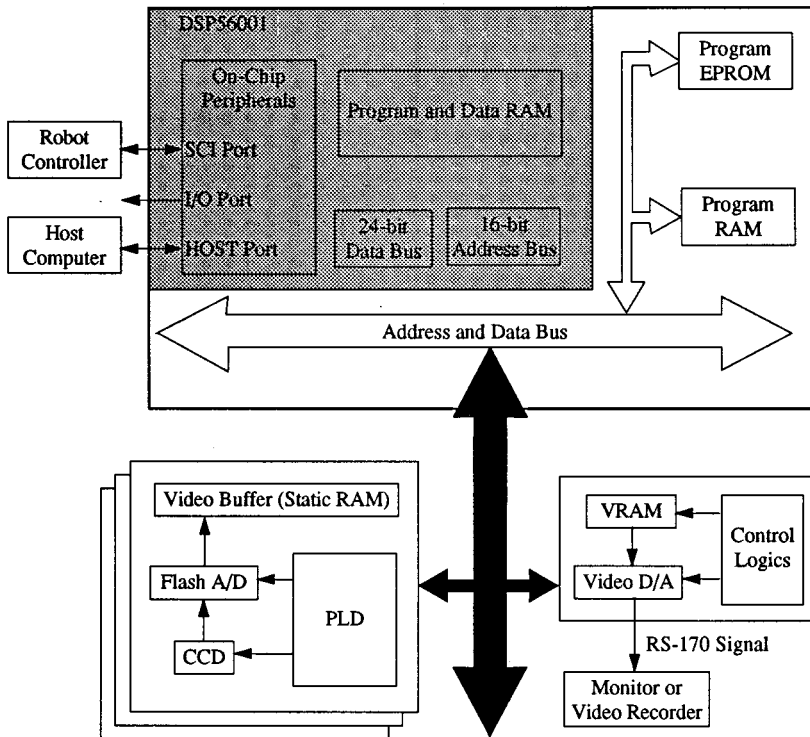 DSP56001
On-Chip
Peripherals
SCI Port
I/O Port
HOST Port
Program and Data RAM
24-bit
Data Bus
16-bit
Address Bus
Program
EPROM
Program
RAM
Robot
Controller
Host
Computer
Address and Data Bus
Video Buffer (Static RAM)
Flash A/D
CCD
PLD
VRAM
Video D/A
Control
Logics
RS-170 Signal
Monitor or
Video Recorder